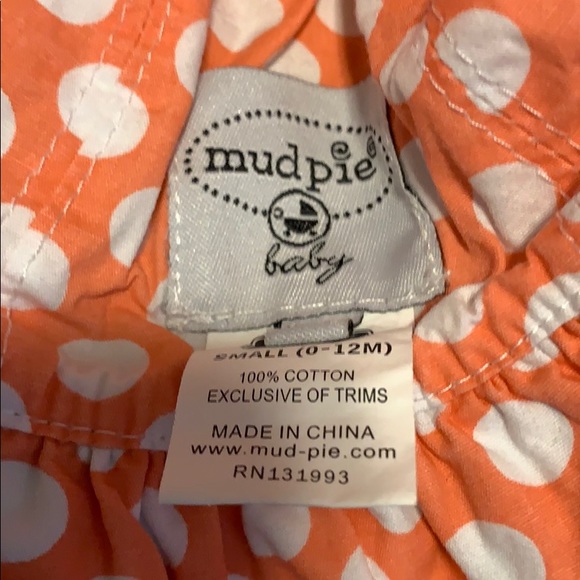 mudpie
baby
SMALL (0-12M)
100% COTTON
EXCLUSIVE OF TRIMS
MADE IN CHINA
www.mud-pie.com
RN131993